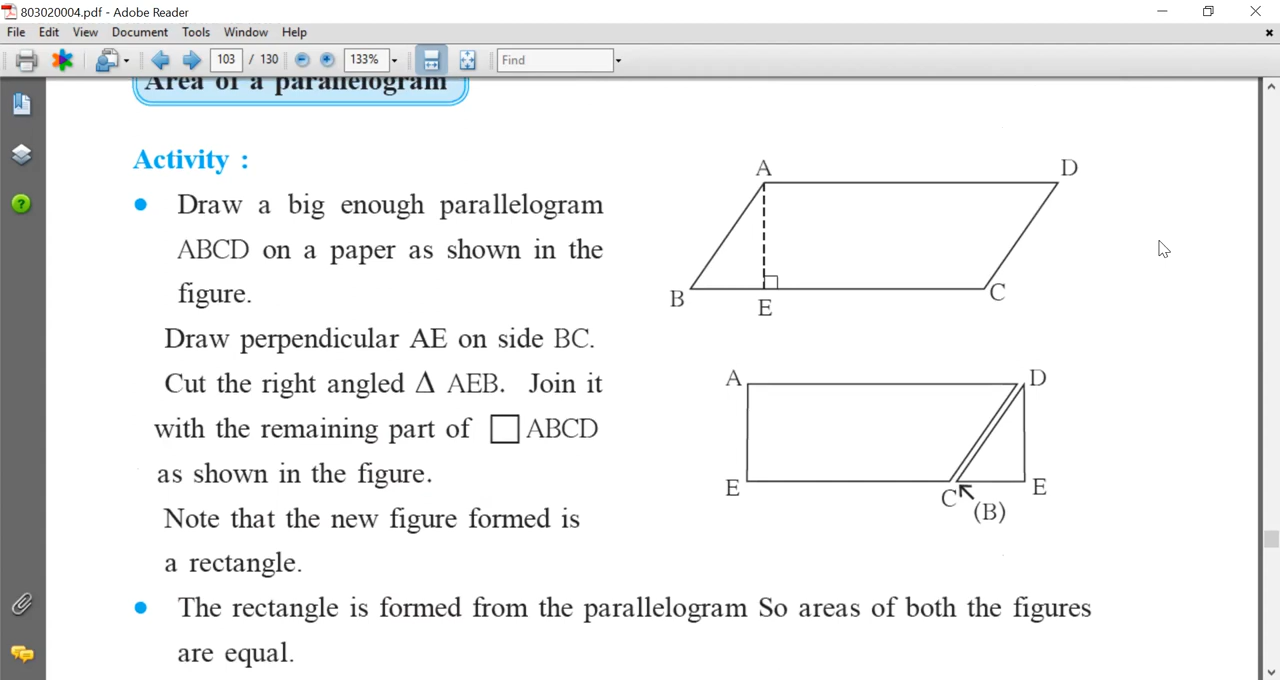 803020004.pdf - Adobe Reader
File Edit View Document Tools Window Help
103 / 130 133% Find
Area of a parallelogram
Activity :
Draw a big enough parallelogram
ABCD on a paper as shown in the
figure.
Draw perpendicular AE on side BC.
Cut the right angled Δ AEB. Join it
with the remaining part of □ ABCD
as shown in the figure.
Note that the new figure formed is
a rectangle.
A D
B E C
A D
E C (B) E
The rectangle is formed from the parallelogram So areas of both the figures
are equal.